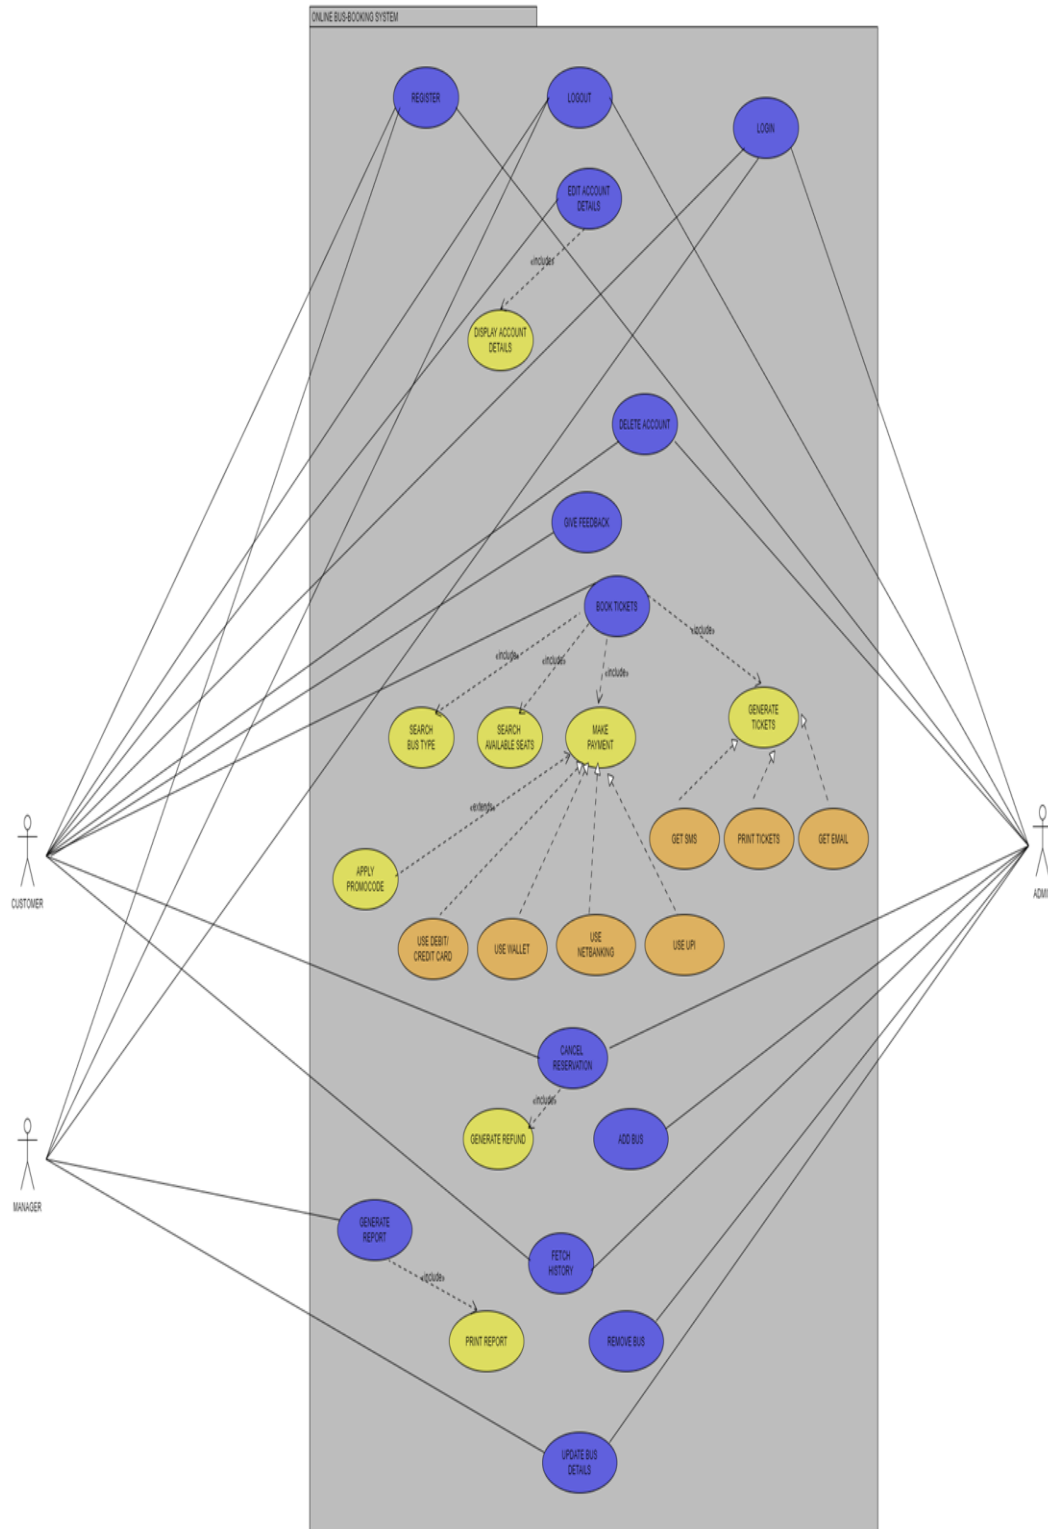 ONLINE BUS-BOOKING SYSTEM
REGISTER
LOGOUT
LOGIN
EDIT ACCOUNT
DETAILS
«include»
DISPLAY ACCOUNT
DETAILS
DELETE ACCOUNT
GIVE FEEDBACK
BOOK TICKETS
«include»
«include»
«include»
«include»
SEARCH
BUS TYPE
SEARCH
AVAILABLE SEATS
MAKE
PAYMENT
GENERATE
TICKETS
«extends»
GET SMS
PRINT TICKETS
GET EMAIL
APPLY
PROMOCODE
CUSTOMER
ADMI
USE DEBIT/
CREDIT CARD
USE WALLET
USE
NETBANKING
USE UPI
CANCEL
RESERVATION
«include»
GENERATE REFUND
ADD BUS
MANAGER
GENERATE
REPORT
FETCH
HISTORY
«include»
PRINT REPORT
REMOVE BUS
UPDATE BUS
DETAILS